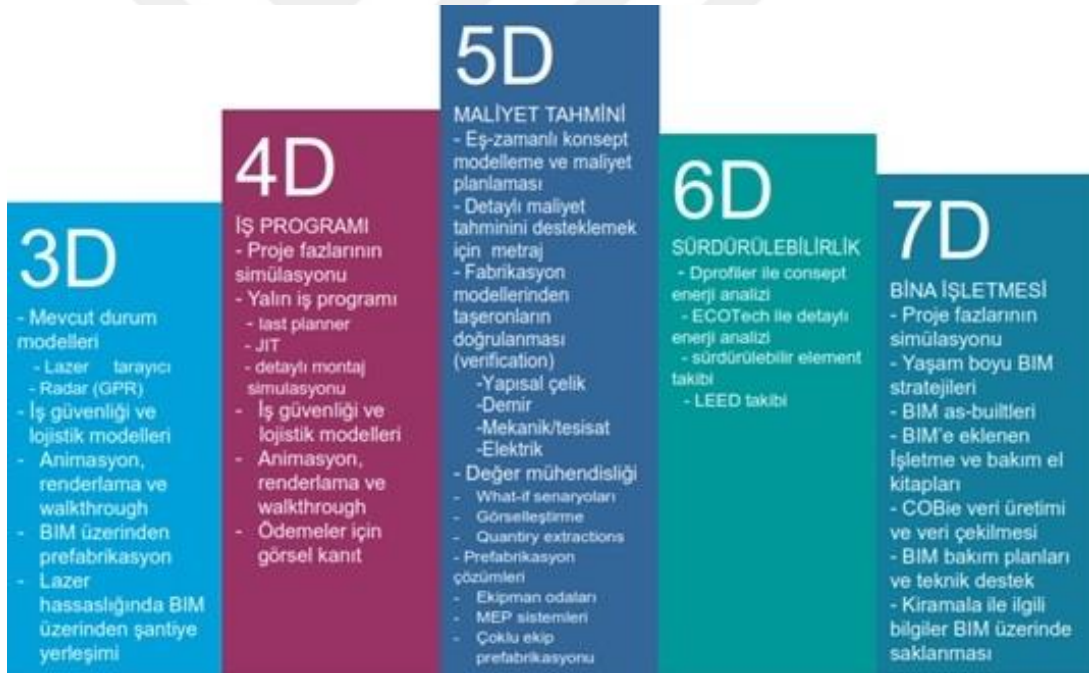 3D
- Mevcut durum
modelleri
- Lazer tarayıcı
- Radar (GPR)
- İş güvenliği ve
lojistik modelleri
- Animasyon,
renderlama ve
walkthrough
- BIM üzerinden
prefabrikasyon
- Lazer
hassaslığında BIM
üzerinden şantiye
yerleşimi
4D
İŞ PROGRAMI
- Proje fazlarının
simülasyonu
- Yalın iş programı
- last planner
- JIT
- detaylı montaj
simulasyonu
- İş güvenliği ve
lojistik modelleri
- Animasyon,
renderlama ve
walkthrough
- Ödemeler için
görsel kanıt
5D
MALİYET TAHMİNİ
- Eş-zamanlı konsept
modelleme ve maliyet
planlaması
- Detaylı maliyet
tahminini desteklemek
için metraj
- Fabrikasyon
modellerinden
taşeronların
doğrulanması
(verification)
-Yapısal çelik
-Demir
-Mekanik/tesisat
-Elektrik
- Değer mühendisliği
- What-if senaryoları
- Görselleştirme
- Quantiry extractions
- Prefabrikasyon
çözümleri
- Ekipman odaları
- MEP sistemleri
- Çoklu ekip
prefabrikasyonu
6D
SÜRDÜRÜLEBİLİRLİK
- Dprofiler ile consept
enerji analizi
- ECOTech ile detaylı
enerji analizi
- sürdürülebilir element
takibi
- LEED takibi
7D
BİNA İŞLETMESİ
- Proje fazlarının
simülasyonu
- Yaşam boyu BIM
stratejileri
- BIM as-builtleri
- BIM'e eklenen
İşletme ve bakım el
kitapları
- COBie veri üretimi
ve veri çekilmesi
- BIM bakım planları
ve teknik destek
- Kiramala ile ilgili
bilgiler BIM üzerinde
saklanması